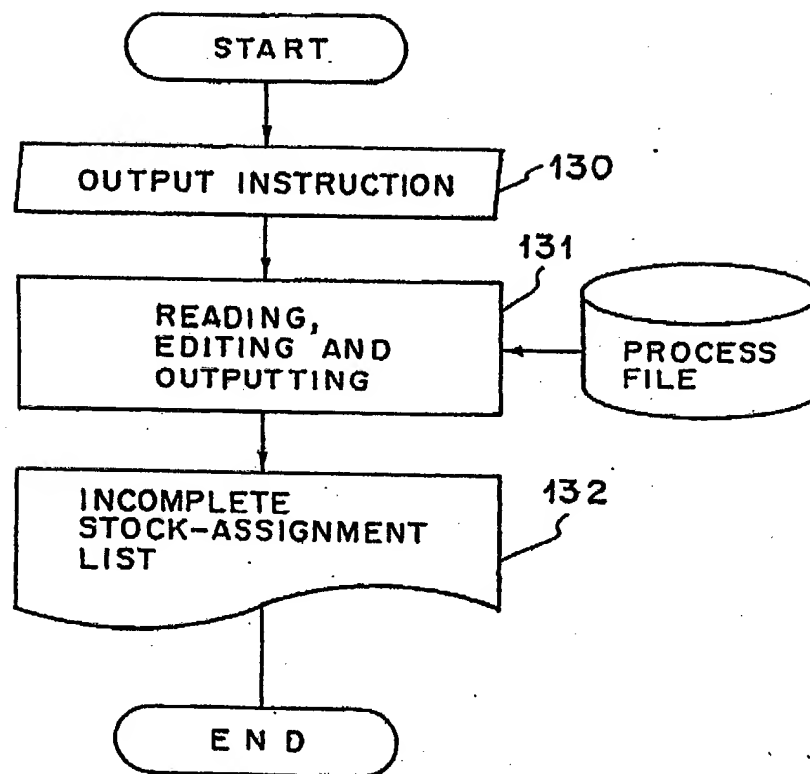 START
OUTPUT INSTRUCTION
130
131
READING,
EDITING AND
OUTPUTTING
PROCESS
FILE
132
INCOMPLETE
STOCK-ASSIGNMENT
LIST
END